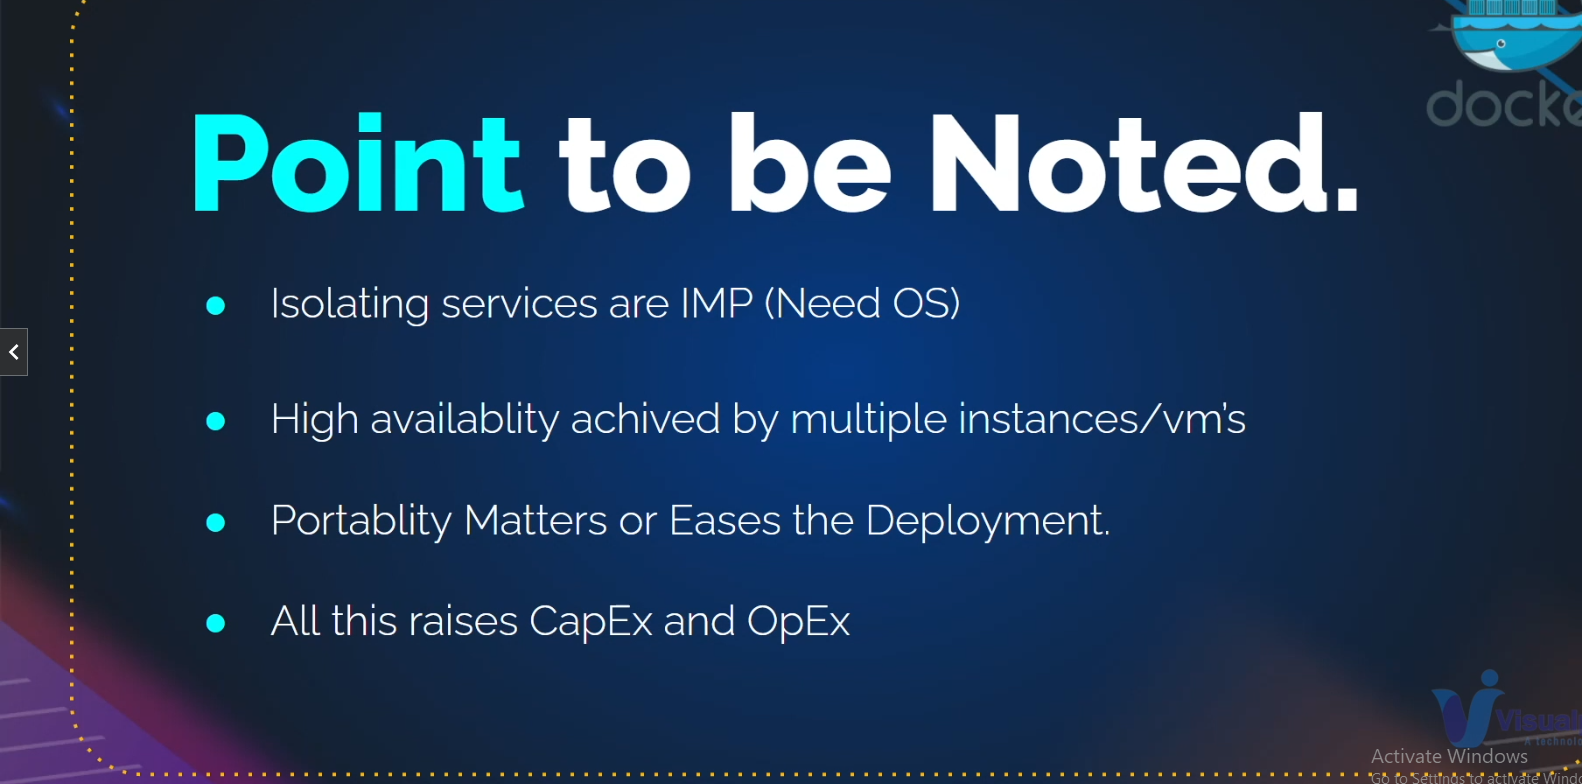 docke
Point to be Noted.
Isolating services are IMP (Need OS)
High availablity achived by multiple instances/vm's
Portablity Matters or Eases the Deployment.
All this raises CapEx and OpEx
Visual
A technolo
Activate Windows
Go to Settings to activate Windo